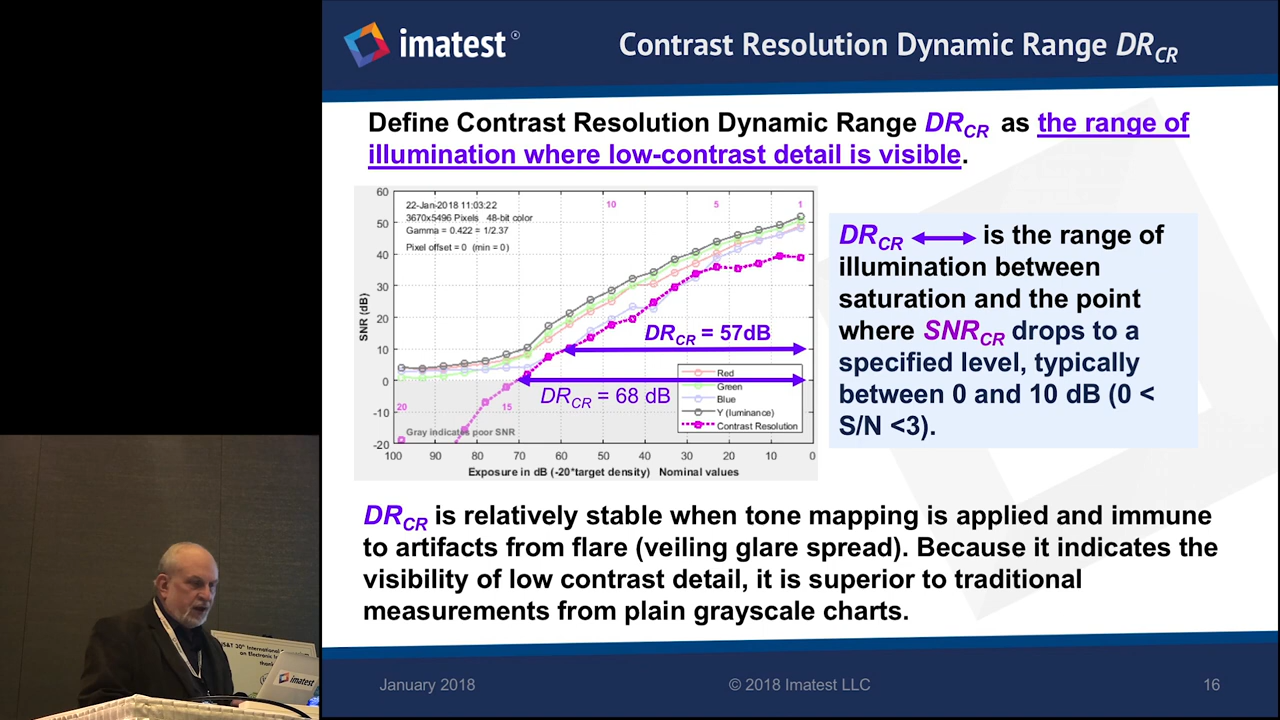 imatest®
Contrast Resolution Dynamic Range DRCR
Define Contrast Resolution Dynamic Range DRCR as the range of
illumination where low-contrast detail is visible.
60
50
40
30
20
10
0
-10
-20
SNR (dB)
22-Jan-2018 11:03:22
3670x5496 Pixels 48-bit color
Gamma = 0.422 = 1/2.37
Pixel offset = 0 (min = 0)
10
5
1
DRCR = 57dB
DRCR = 68 dB
20
15
Gray indicates poor SNR
Red
Green
Blue
Y (luminance)
Contrast Resolution
100 90 80 70 60 50 40 30 20 10 0
Exposure in dB (-20*target density) Nominal values
DRCR is the range of
illumination between
saturation and the point
where SNRCR drops to a
specified level, typically
between 0 and 10 dB (0 <
S/N <3).
DRCR is relatively stable when tone mapping is applied and immune
to artifacts from flare (veiling glare spread). Because it indicates the
visibility of low contrast detail, it is superior to traditional
measurements from plain grayscale charts.
January 2018
© 2018 Imatest LLC
16
International
on Electronic
imatest